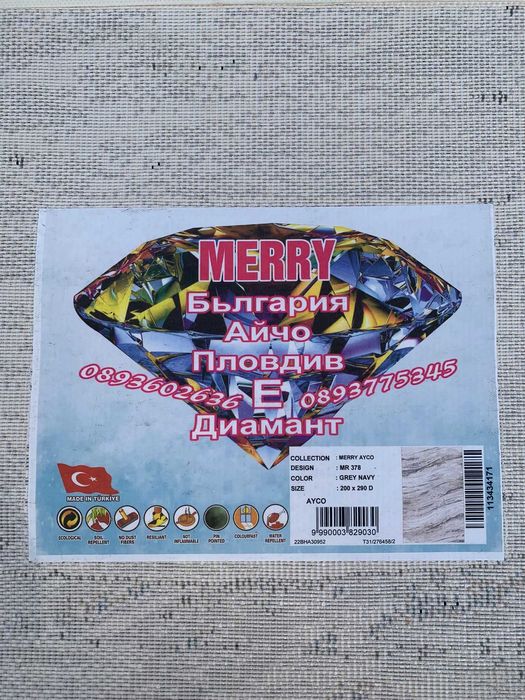 MERRY
България
Айчо
Пловдив
0893602636 Е 0893775345
Диамант
COLLECTION : MERRY AYCO
DESIGN : MR 378
COLOR : GREY NAVY
SIZE : 200 x 290 D
AYCO
9 990003 829030
22BHA30952 T31/276458/2
113434171
MADE IN TURKIYE
ECOLOGICAL
SOIL REPELLENT
NO DUST FIBERS
RESILIANT
NOT INFLAMMABLE
PIN POINTED
COLOURFAST
WATER REPELLENT